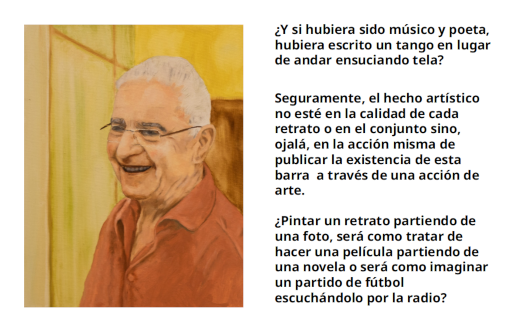 ¿Y si hubiera sido músico y poeta,
hubiera escrito un tango en lugar
de andar ensuciando tela?
Seguramente, el hecho artístico
no esté en la calidad de cada
retrato o en el conjunto sino,
ojalá, en la acción misma de
publicar la existencia de esta
barra a través de una acción de
arte.
¿Pintar un retrato partiendo de
una foto, será como tratar de
hacer una película partiendo de
una novela o será como imaginar
un partido de fútbol
escuchándolo por la radio?